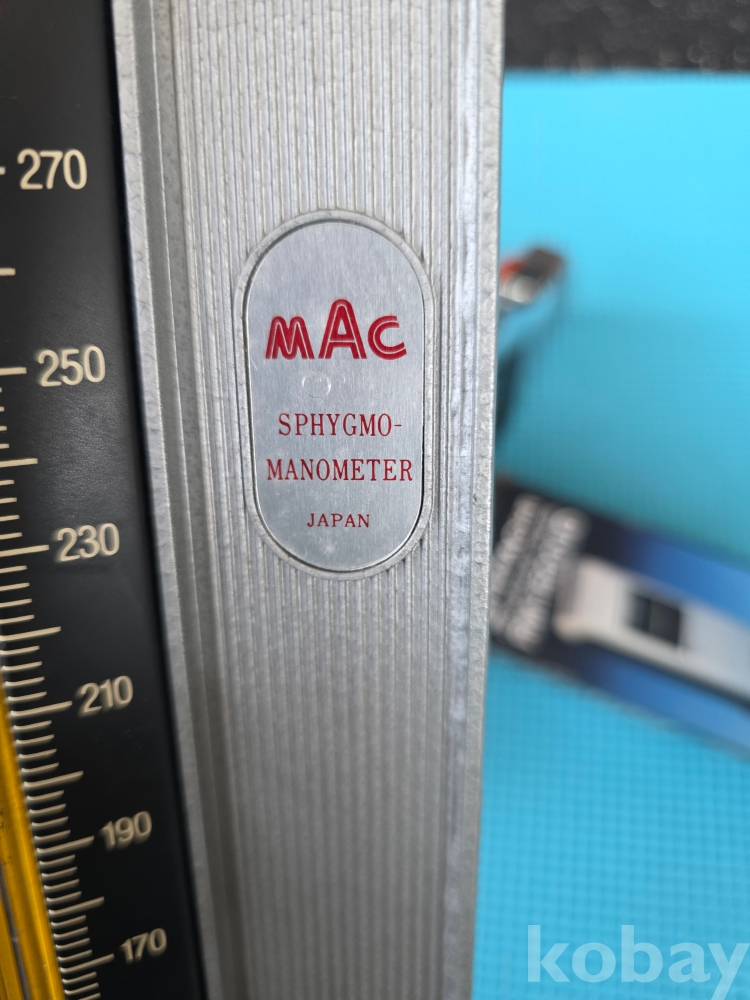 270
250
230
210
190
170
MAC
SPHYGMO-
MANOMETER
JAPAN
kobay